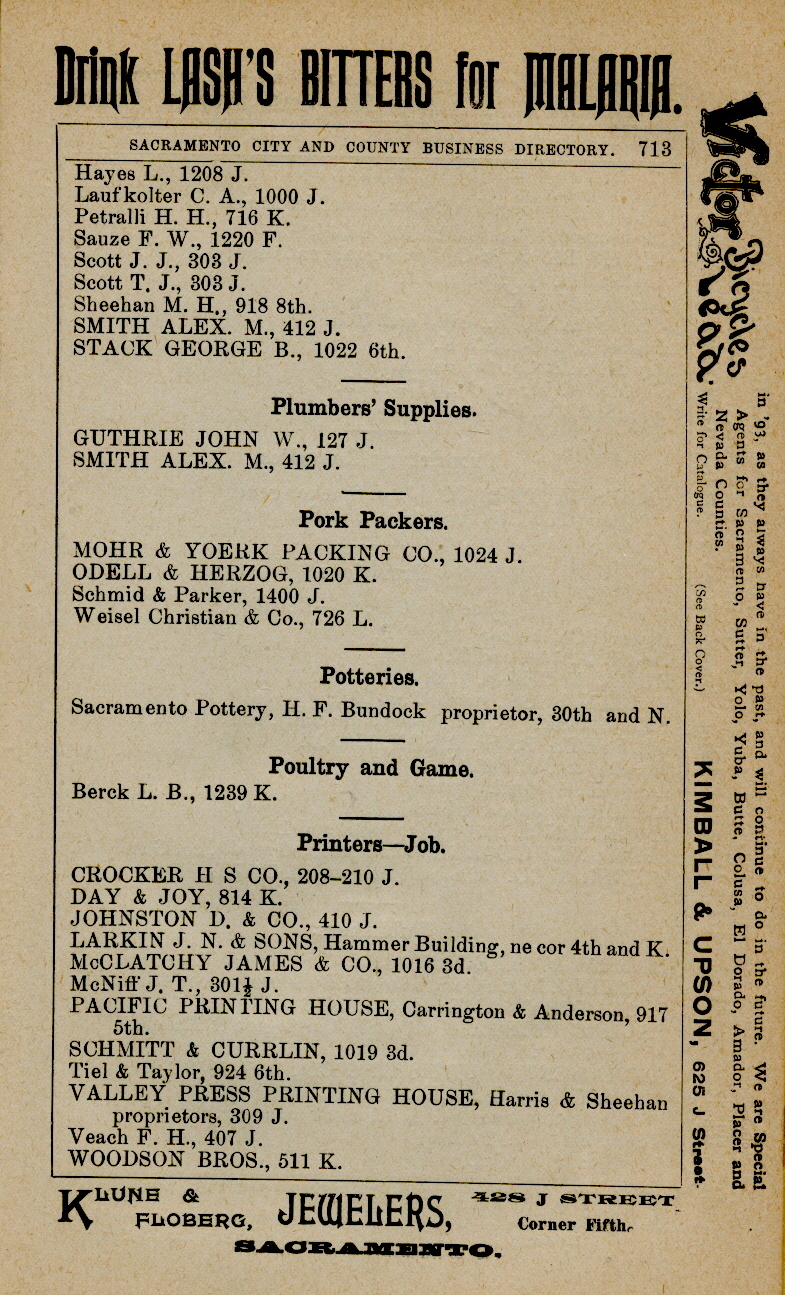 Drink LASH'S BITTERS for MALARIA.
SACRAMENTO CITY AND COUNTY BUSINESS DIRECTORY. 713
Hayes L., 1208 J.
Laufkolter C. A., 1000 J.
Petralli H. H., 716 K.
Sauze F. W., 1220 F.
Scott J. J., 303 J.
Scott T. J., 303 J.
Sheehan M. H., 918 8th.
SMITH ALEX. M., 412 J.
STACK GEORGE B., 1022 6th.
Plumbers' Supplies.
GUTHRIE JOHN W., 127 J.
SMITH ALEX. M., 412 J.
Pork Packers.
MOHR & YOERK PACKING CO., 1024 J.
ODELL & HERZOG, 1020 K.
Schmid & Parker, 1400 J.
Weisel Christian & Co., 726 L.
Potteries.
Sacramento Pottery, H. F. Bundock proprietor, 30th and N.
Poultry and Game.
Berck L. B., 1239 K.
Printers—Job.
CROCKER H S CO., 208–210 J.
DAY & JOY, 814 K.
JOHNSTON D. & CO., 410 J.
LARKIN J. N. & SONS, Hammer Building, ne cor 4th and K.
McCLATCHY JAMES & CO., 1016 3d.
McNiff J. T., 301½ J.
PACIFIC PRINTING HOUSE, Carrington & Anderson, 917
5th.
SCHMITT & CURRLIN, 1019 3d.
Tiel & Taylor, 924 6th.
VALLEY PRESS PRINTING HOUSE, Harris & Sheehan
proprietors, 309 J.
Veach F. H., 407 J.
WOODSON BROS., 511 K.
Victor Bicycles
Lead.
in '93, as they always have in the past, and will continue to do in the future. We are Special
Agents for Sacramento, Sutter, Yolo, Yuba, Butte, Colusa, El Dorado, Amador, Placer and
Nevada Counties.
Write for Catalogue. (See Back Cover.) KIMBALL & UPSON, 625 J Street.
KLUNE &
FLOBERG, JEWELERS, 428 J STREET
Corner Fifth,
SACRAMENTO.